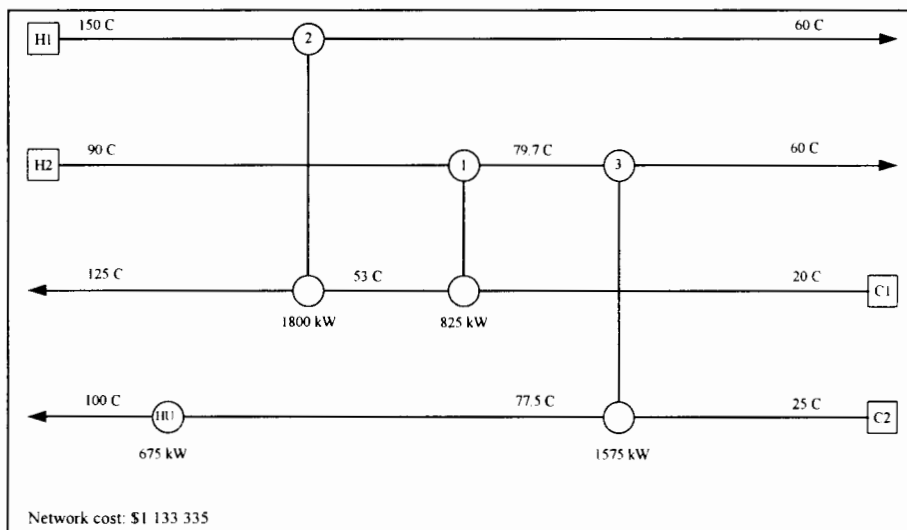 150 C 60 C
H1 2
90 C 79.7 C 60 C
H2 1 3
125 C 53 C 20 C
C1
1800 kW 825 kW
100 C 77.5 C 25 C
HU C2
675 kW 1575 kW
Network cost: $1 133 335